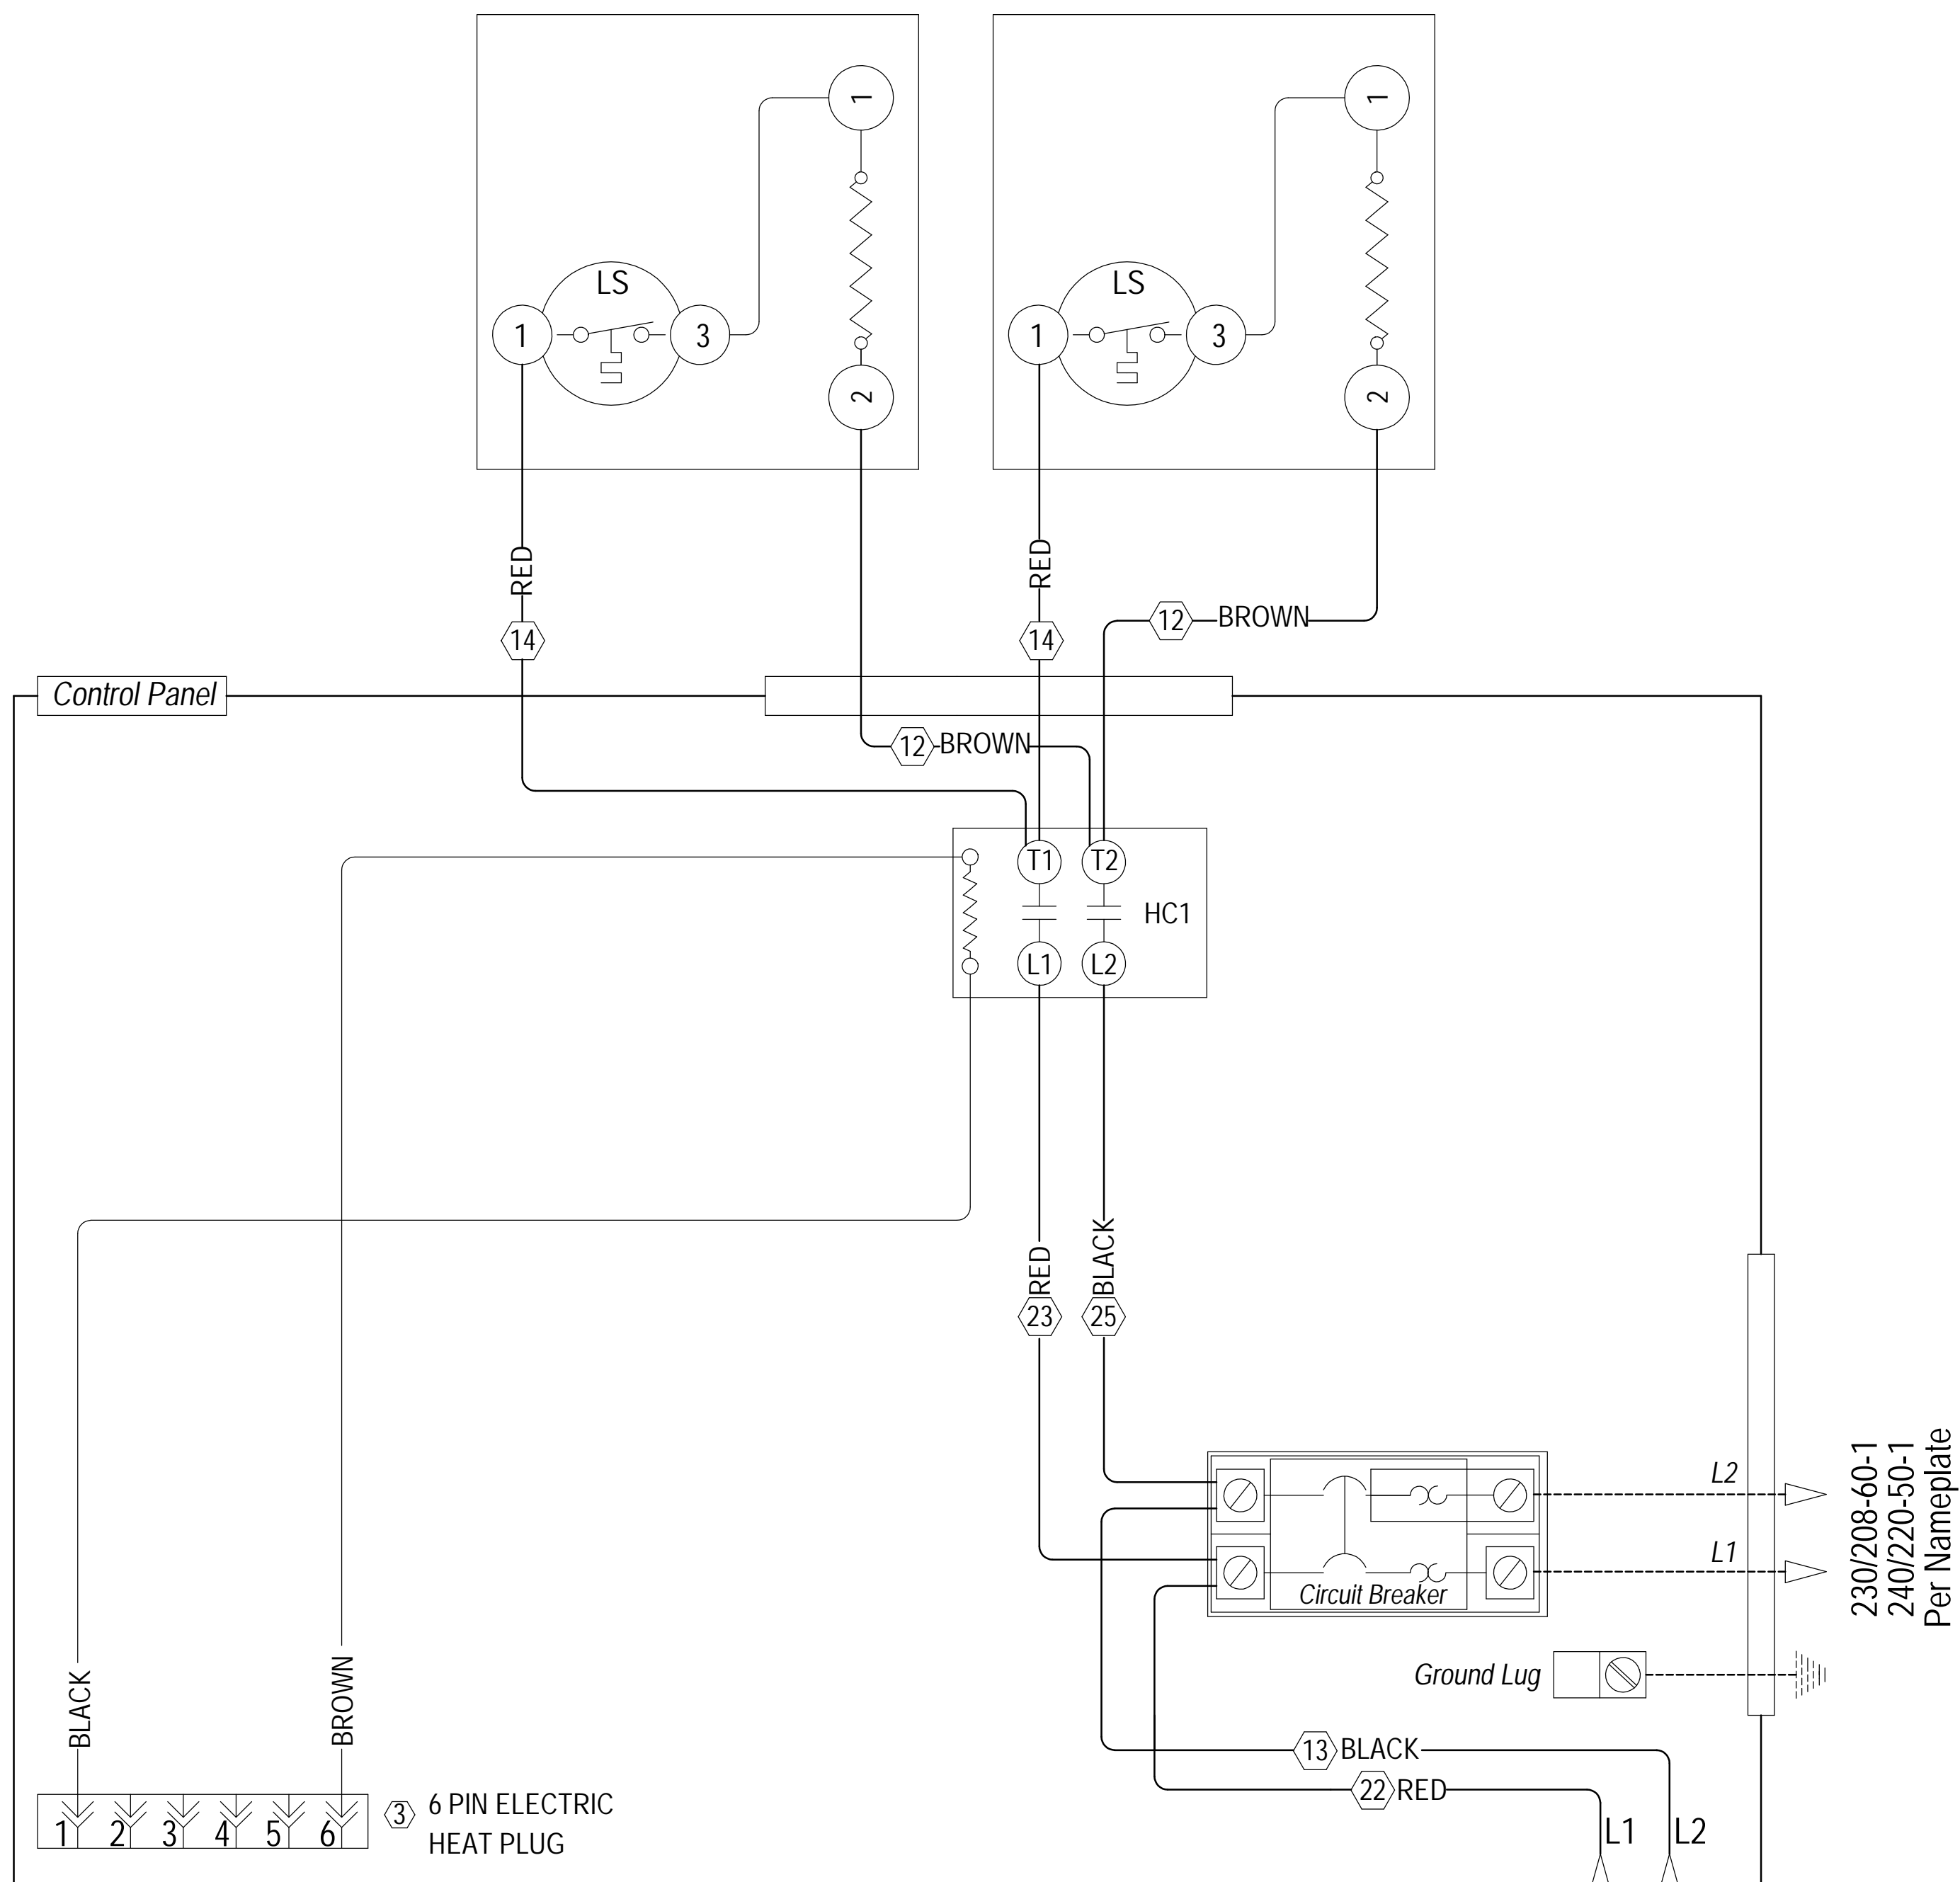 1
1
LS
LS
1
3
1
3
2
2
RED
RED
14
14
12
BROWN
Control Panel
12
BROWN
T1
T2
HC1
L1
L2
RED
BLACK
23
25
L2
L1
Circuit Breaker
230/208-60-1
240/220-50-1
Per Nameplate
Ground Lug
BLACK
BROWN
13
BLACK
22
RED
1
2
3
4
5
6
3
6 PIN ELECTRIC
HEAT PLUG
L1
L2